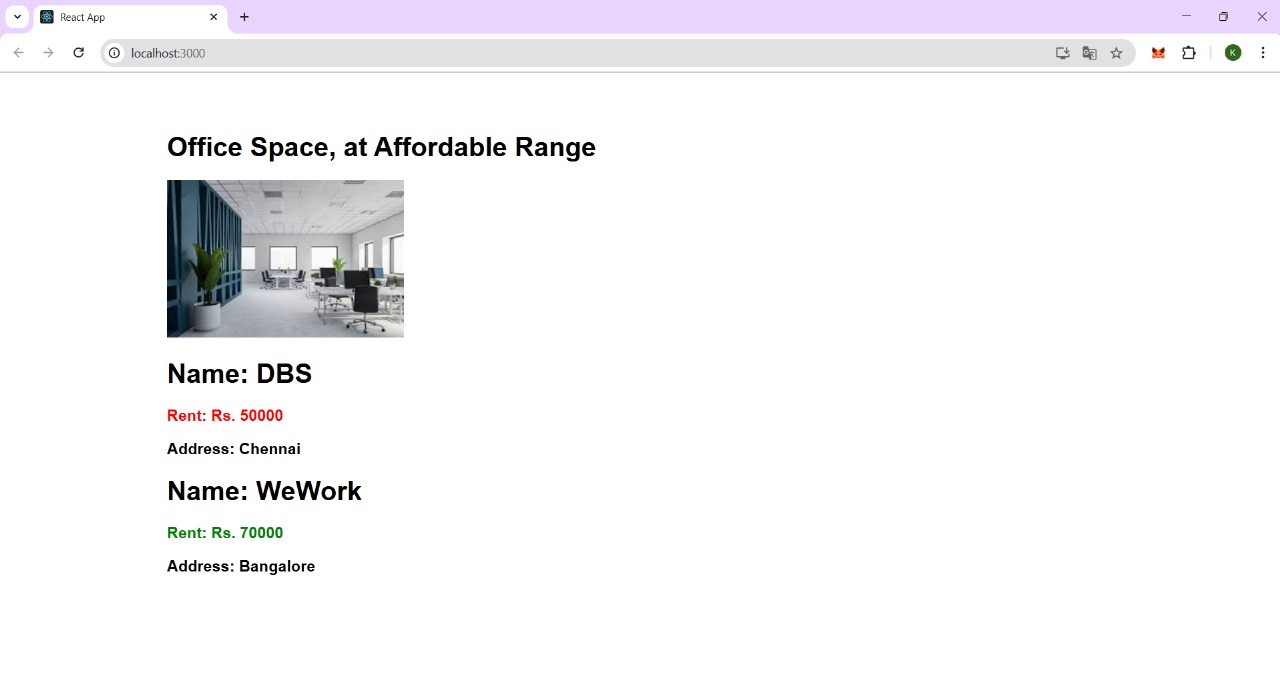 React App
localhost:3000
K
Office Space, at Affordable Range
Name: DBS
Rent: Rs. 50000
Address: Chennai
Name: WeWork
Rent: Rs. 70000
Address: Bangalore